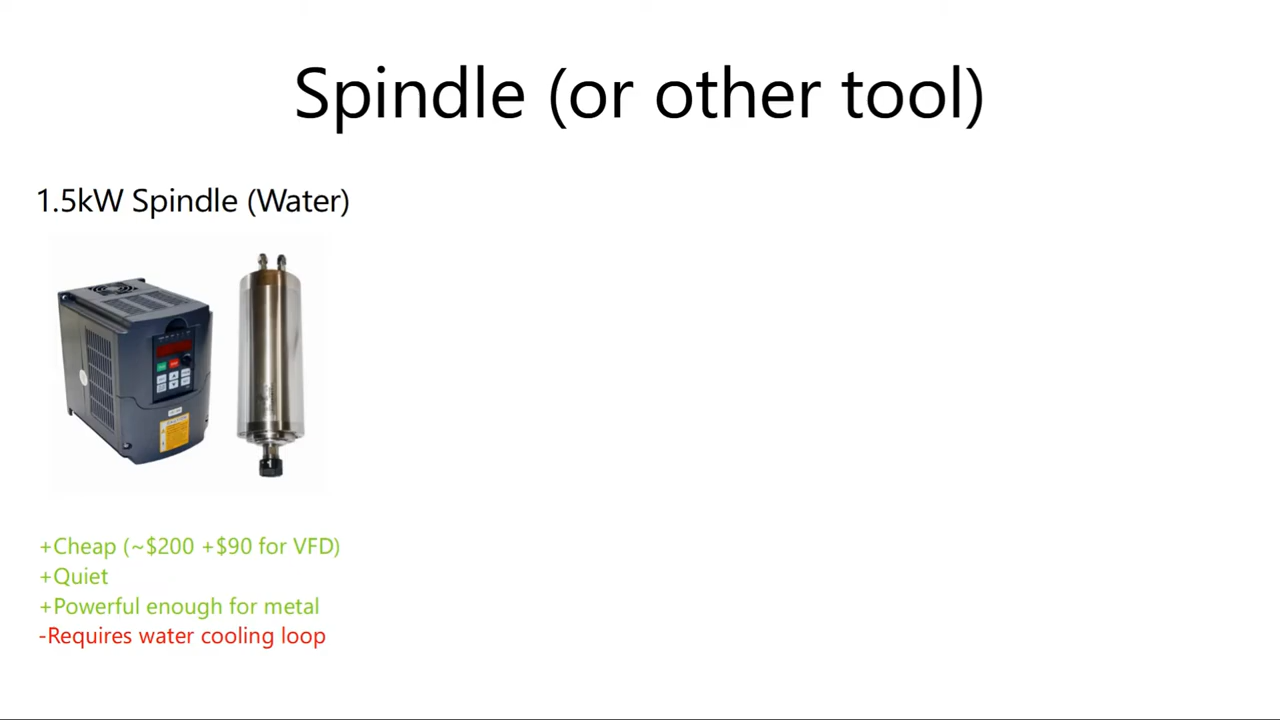 Spindle (or other tool)
1.5kW Spindle (Water)
+Cheap (~$200 +$90 for VFD)
+Quiet
+Powerful enough for metal
-Requires water cooling loop